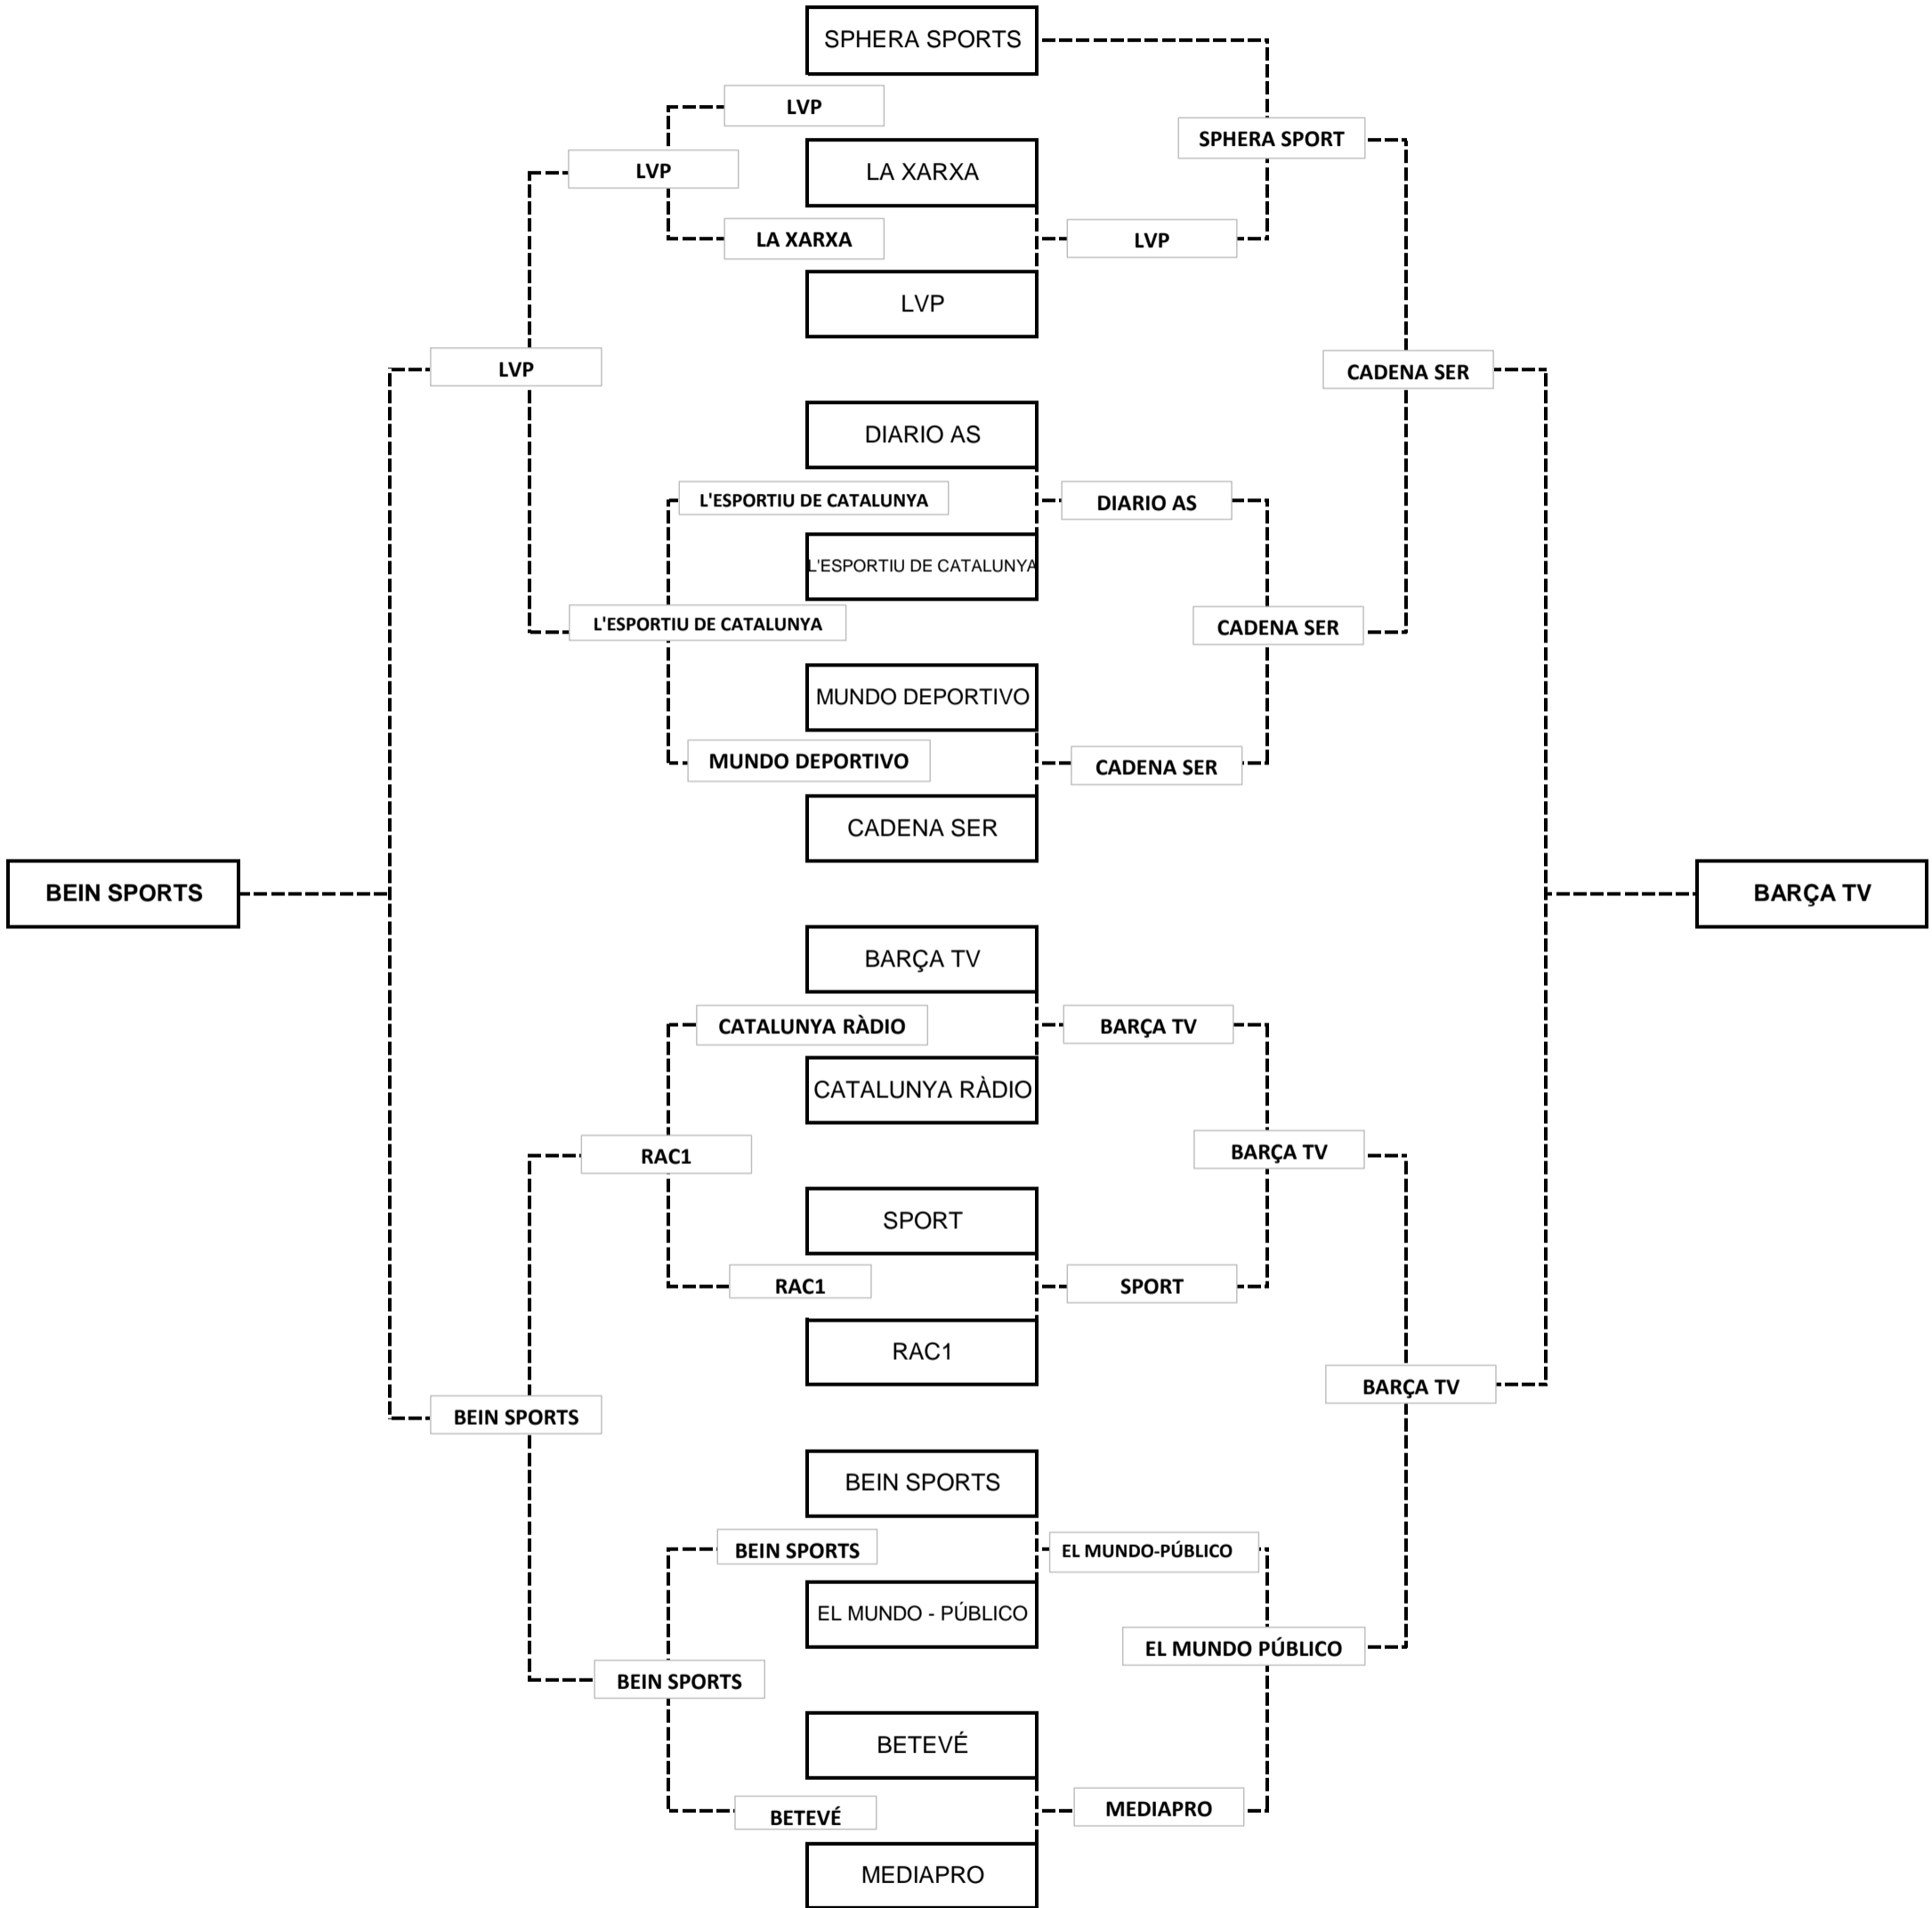 SPHERA SPORTS
LVP
SPHERA SPORT
LVP
LA XARXA
LA XARXA
LVP
LVP
LVP
CADENA SER
DIARIO AS
L'ESPORTIU DE CATALUNYA
DIARIO AS
L'ESPORTIU DE CATALUNYA
L'ESPORTIU DE CATALUNYA
CADENA SER
MUNDO DEPORTIVO
MUNDO DEPORTIVO
CADENA SER
CADENA SER
BEIN SPORTS
BARÇA TV
BARÇA TV
CATALUNYA RÀDIO
BARÇA TV
CATALUNYA RÀDIO
RAC1
BARÇA TV
SPORT
RAC1
SPORT
RAC1
BARÇA TV
BEIN SPORTS
BEIN SPORTS
BEIN SPORTS
EL MUNDO-PÚBLICO
EL MUNDO - PÚBLICO
EL MUNDO PÚBLICO
BEIN SPORTS
BETEVÉ
BETEVÉ
MEDIAPRO
MEDIAPRO